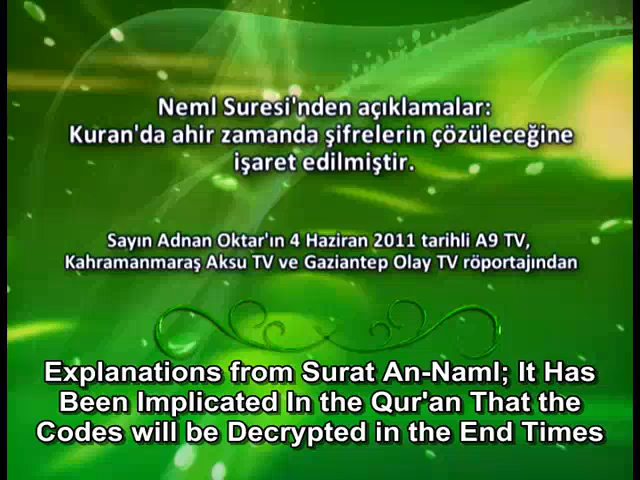 Neml Suresi'nden açıklamalar:
Kuran'da ahir zamanda şifrelerin çözüleceğine
işaret edilmiştir.
Sayın Adnan Oktar'ın 4 Haziran 2011 tarihli A9 TV,
Kahramanmaraş Aksu TV ve Gaziantep Olay TV röportajından
Explanations from Surat An-Naml; It Has
Been Implicated In the Qur'an That the
Codes will be Decrypted in the End Times